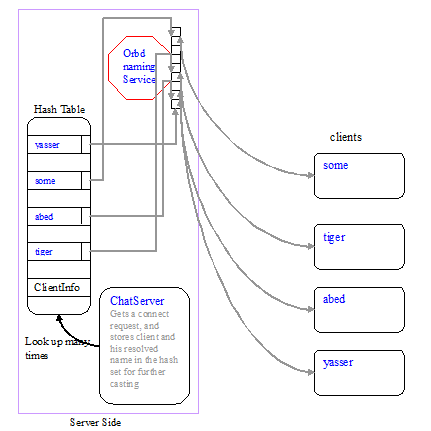 Orbd
naming
Service
Hash Table
yasser
some
abed
tiger
ClientInfo
ChatServer
Gets a connect
request, and
stores client and
his resolved
name in the hash
set for further
casting
Look up many
times
Server Side
clients
some
tiger
abed
yasser